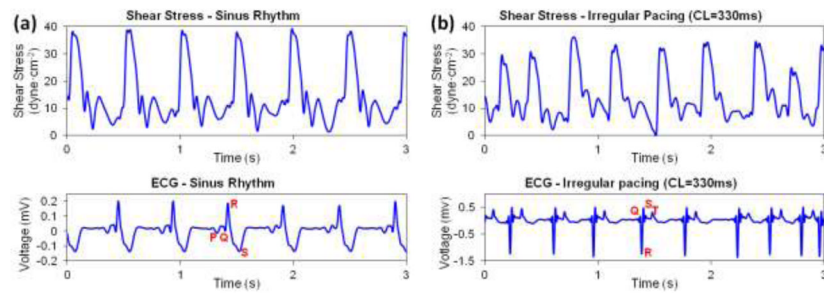 (a)
Shear Stress - Sinus Rhythm
Shear Stress
(dyne·cm⁻²)
40
30
20
10
0
0
1
2
3
Time (s)
ECG - Sinus Rhythm
Voltage (mV)
0.2
0.1
0
-0.1
-0.2
R
P
Q
S
0
1
2
3
Time (s)
(b)
Shear Stress - Irregular Pacing (CL=330ms)
Shear Stress
(dyne·cm⁻²)
40
30
20
10
0
0
1
2
3
Time (s)
ECG - Irregular pacing (CL=330ms)
Voltage (mv)
0.5
-0.5
-1.5
Q
S
T
R
0
1
2
3
Time (s)